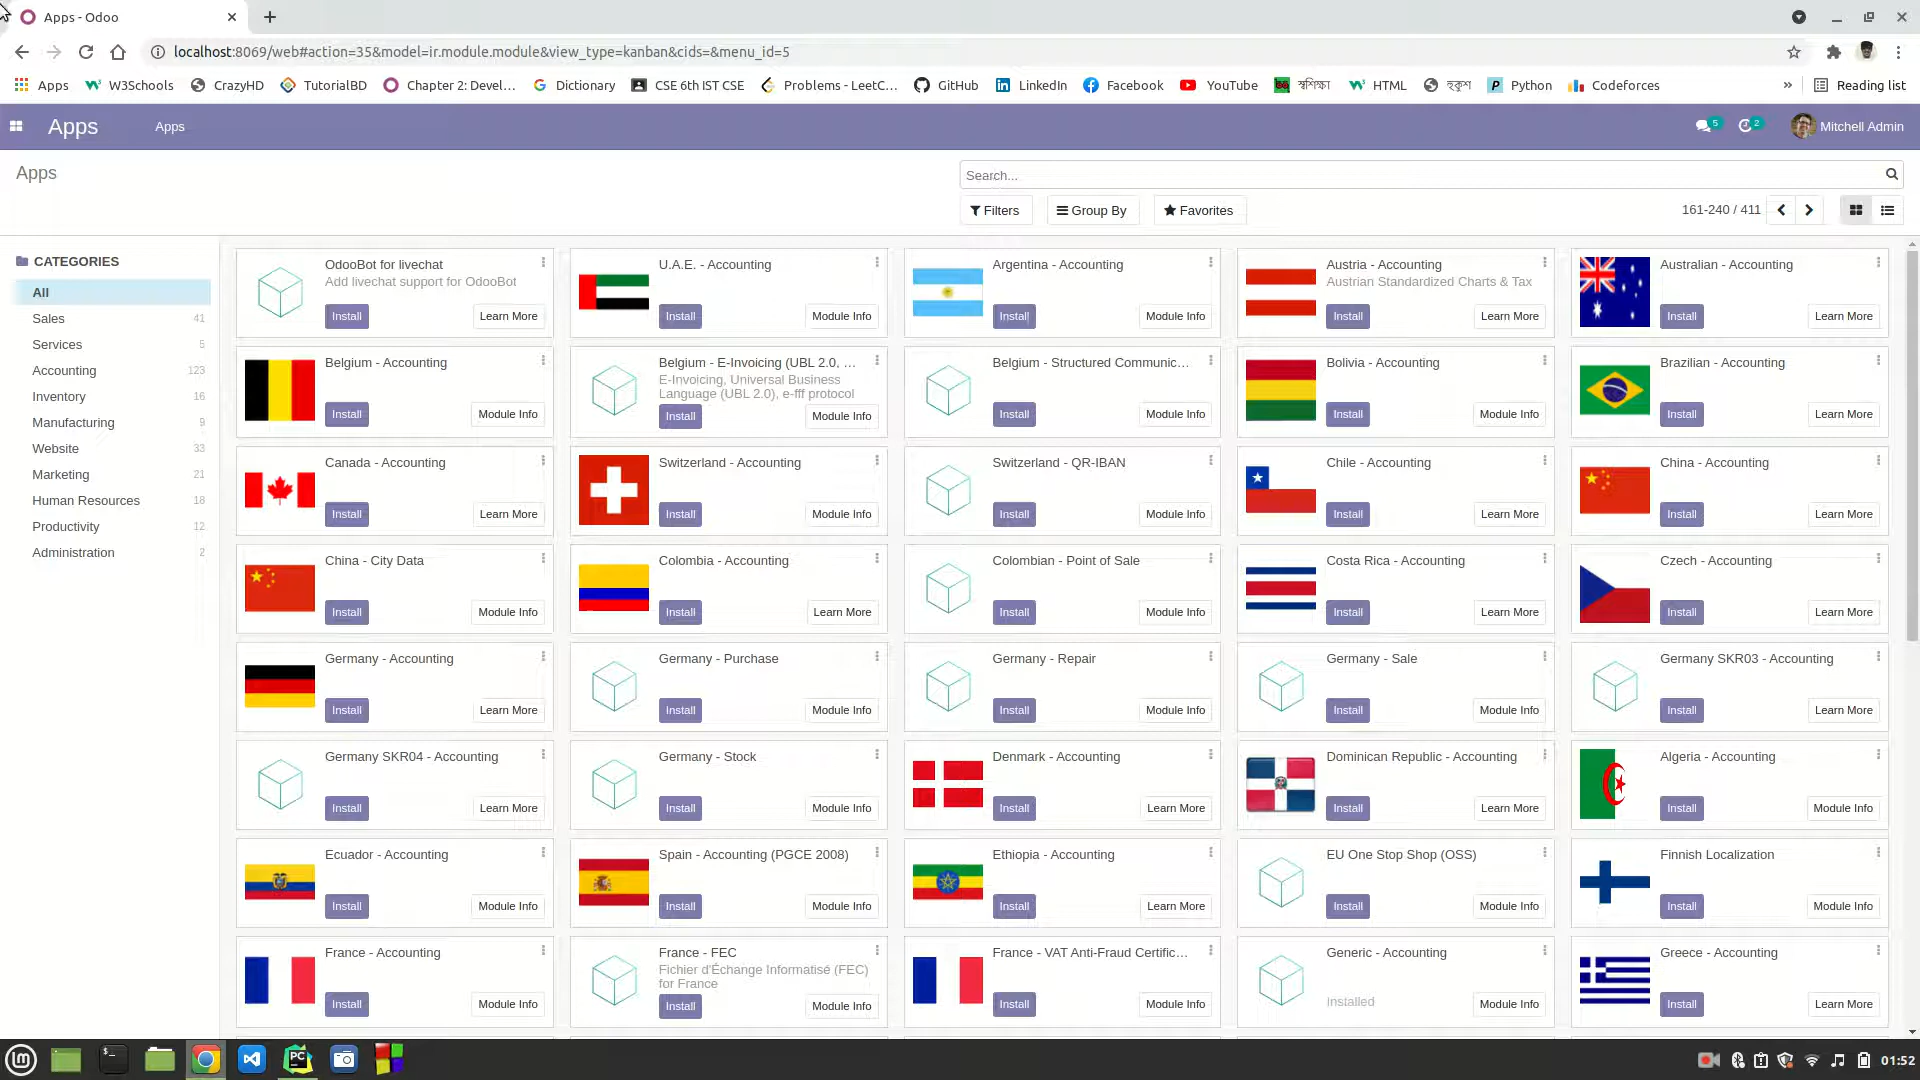 Apps - Odoo
localhost:8069/web#action=35&model=ir.module.module&view_type=kanban&cids=&menu_id=5
Apps W3Schools CrazyHD TutorialBD Chapter 2: Devel... Dictionary CSE 6th IST CSE Problems - LeetC... GitHub LinkedIn Facebook YouTube স্বশিক্ষা HTML হুকুশ Python Codeforces » Reading list
Apps Apps 5 2 Mitchell Admin
Apps Search...
Filters Group By Favorites 161-240 / 411
CATEGORIES
All
Sales 41
Services 5
Accounting 123
Inventory 16
Manufacturing 9
Website 33
Marketing 21
Human Resources 18
Productivity 12
Administration 2
OdooBot for livechat
Add livechat support for OdooBot
Install Learn More
U.A.E. - Accounting
Install Module Info
Argentina - Accounting
Install Module Info
Austria - Accounting
Austrian Standardized Charts & Tax
Install Learn More
Australian - Accounting
Install Learn More
Belgium - Accounting
Install Module Info
Belgium - E-Invoicing (UBL 2.0, ...
E-Invoicing, Universal Business
Language (UBL 2.0), e-fff protocol
Install Module Info
Belgium - Structured Communic...
Install Module Info
Bolivia - Accounting
Install Module Info
Brazilian - Accounting
Install Learn More
Canada - Accounting
Install Learn More
Switzerland - Accounting
Install Module Info
Switzerland - QR-IBAN
Install Module Info
Chile - Accounting
Install Learn More
China - Accounting
Install Learn More
China - City Data
Install Module Info
Colombia - Accounting
Install Learn More
Colombian - Point of Sale
Install Module Info
Costa Rica - Accounting
Install Learn More
Czech - Accounting
Install Learn More
Germany - Accounting
Install Learn More
Germany - Purchase
Install Module Info
Germany - Repair
Install Module Info
Germany - Sale
Install Module Info
Germany SKR03 - Accounting
Install Learn More
Germany SKR04 - Accounting
Install Learn More
Germany - Stock
Install Module Info
Denmark - Accounting
Install Learn More
Dominican Republic - Accounting
Install Learn More
Algeria - Accounting
Install Module Info
Ecuador - Accounting
Install Module Info
Spain - Accounting (PGCE 2008)
Install Module Info
Ethiopia - Accounting
Install Learn More
EU One Stop Shop (OSS)
Install Module Info
Finnish Localization
Install Module Info
France - Accounting
Install Module Info
France - FEC
Fichier d'Échange Informatisé (FEC)
for France
Install Module Info
France - VAT Anti-Fraud Certific...
Install Module Info
Generic - Accounting
Installed Module Info
Greece - Accounting
Install Learn More
01:52